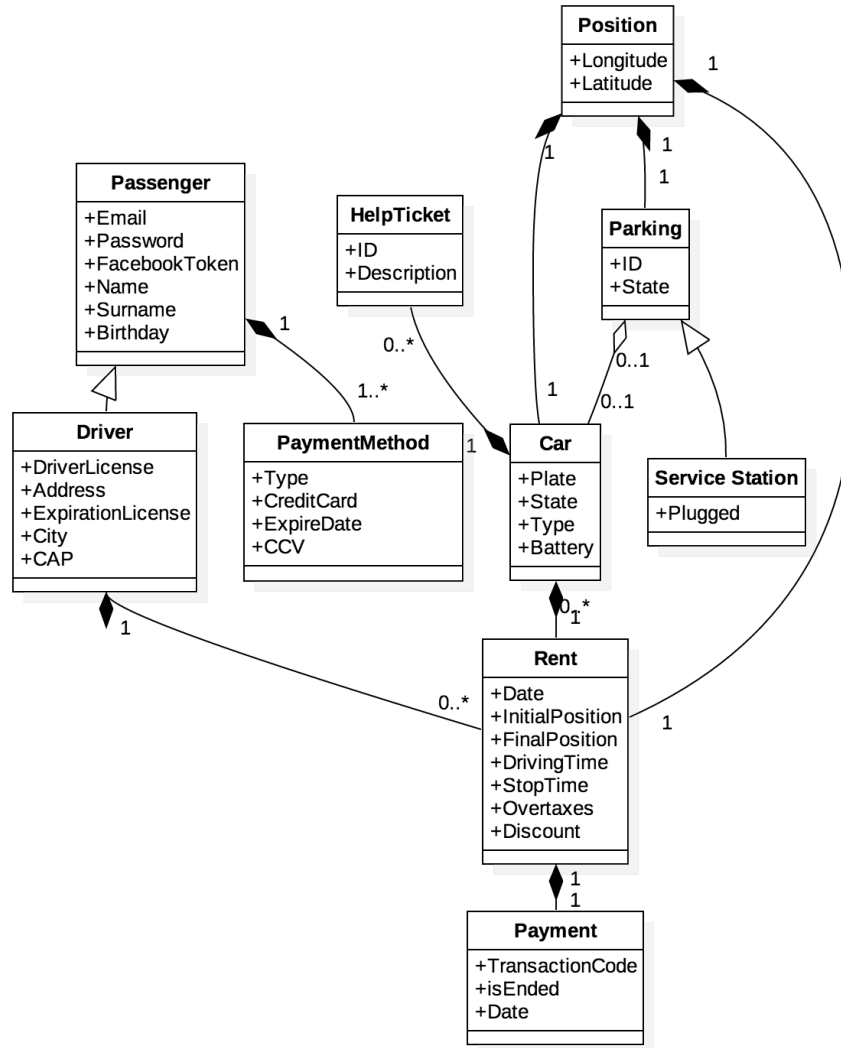 Position
+Longitude
+Latitude
1
1
1
1
Passenger
+Email
+Password
+FacebookToken
+Name
+Surname
+Birthday
HelpTicket
+ID
+Description
Parking
+ID
+State
1
0..*
0..1
1..*
1
0..1
Driver
+DriverLicense
+Address
+ExpirationLicense
+City
+CAP
PaymentMethod
+Type
+CreditCard
+ExpireDate
+CCV
1
Car
+Plate
+State
+Type
+Battery
Service Station
+Plugged
1
0..*
1
0..*
Rent
+Date
+InitialPosition
+FinalPosition
+DrivingTime
+StopTime
+Overtaxes
+Discount
1
1
1
Payment
+TransactionCode
+isEnded
+Date